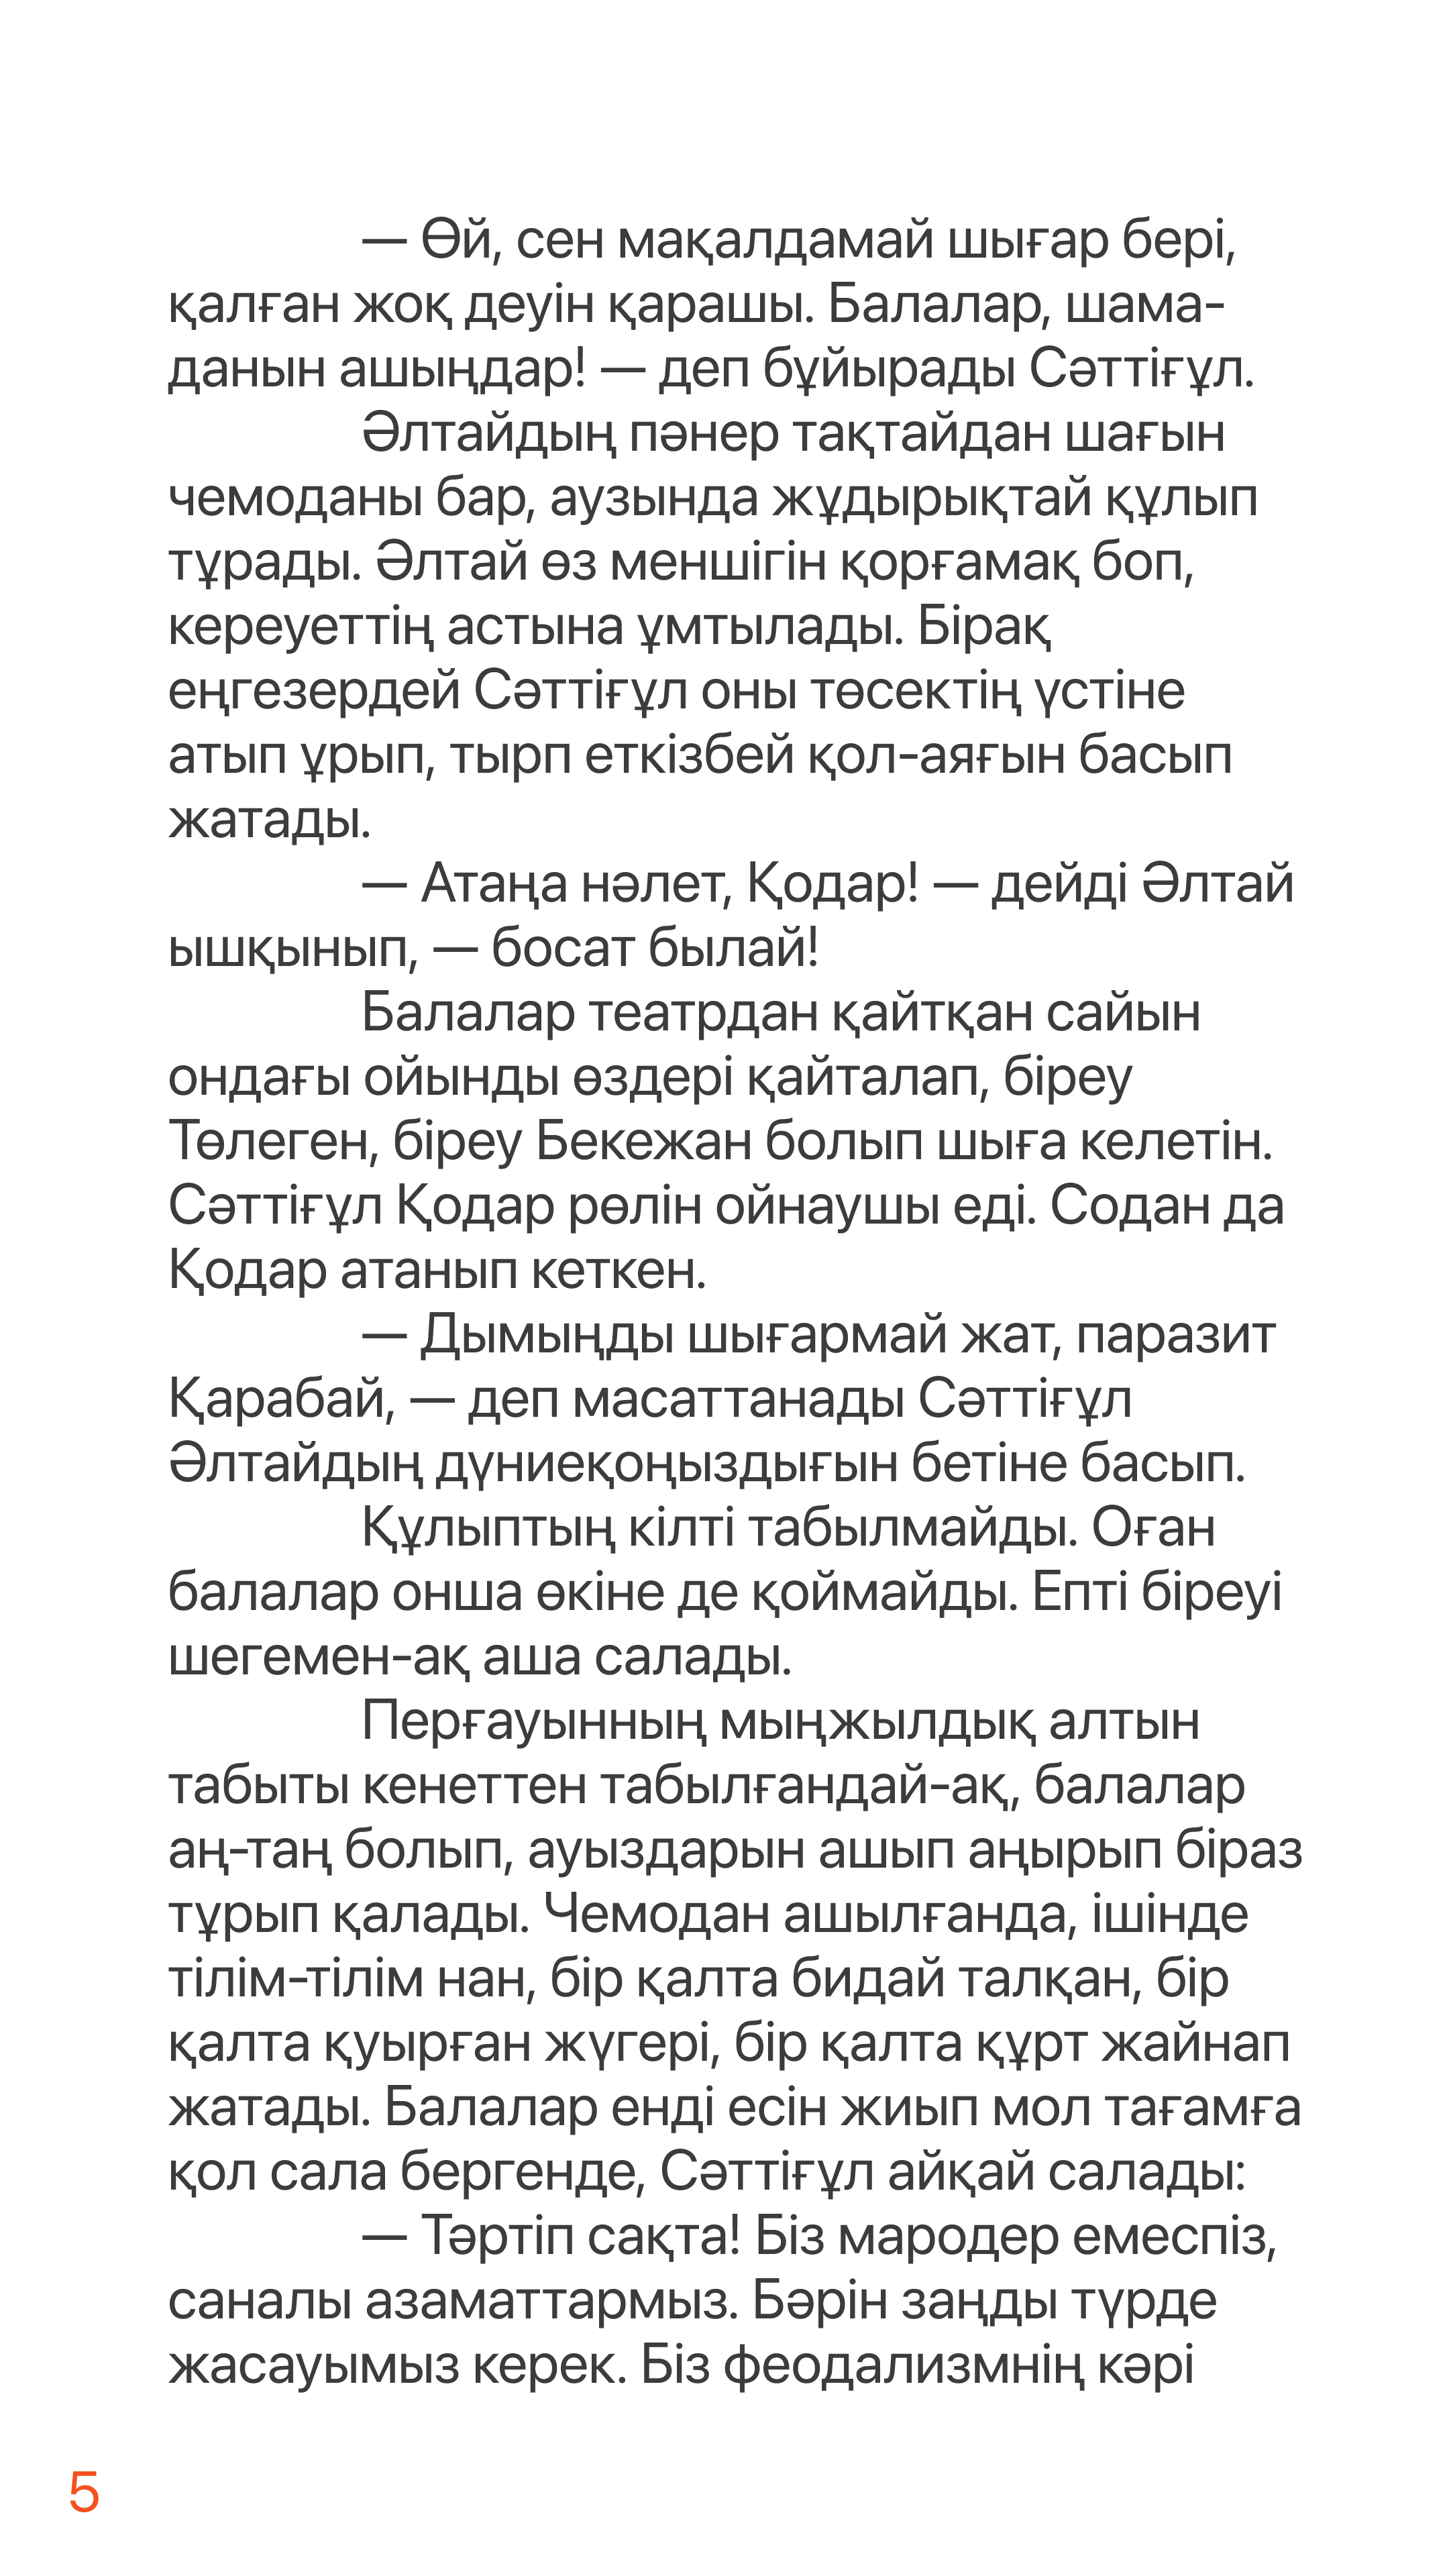 — Өй, сен мақалдамай шығар бері,
қалған жоқ деуін қарашы. Балалар, шама-
данын ашыңдар! — деп бұйырады Сәттіғұл.
Әлтайдың пәнер тақтайдан шағын
чемоданы бар, аузында жұдырықтай құлып
тұрады. Әлтай өз меншігін қорғамақ боп,
кереуеттің астына ұмтылады. Бірақ
еңгезердей Сәттіғұл оны төсектің үстіне
атып ұрып, тырп еткізбей қол-аяғын басып
жатады.
— Атаңа нәлет, Қодар! — дейді Әлтай
ышқынып, — босат былай!
Балалар театрдан қайтқан сайын
ондағы ойынды өздері қайталап, біреу
Төлеген, біреу Бекежан болып шыға келетін.
Сәттіғұл Қодар рөлін ойнаушы еді. Содан да
Қодар атанып кеткен.
— Дымыңды шығармай жат, паразит
Қарабай, — деп масаттанады Сәттіғұл
Әлтайдың дүниеқоңыздығын бетіне басып.
Құлыптың кілті табылмайды. Оған
балалар онша өкіне де қоймайды. Епті біреуі
шегемен-ақ аша салады.
Перғауынның мыңжылдық алтын
табыты кенеттен табылғандай-ақ, балалар
аң-таң болып, ауыздарын ашып аңырып біраз
тұрып қалады. Чемодан ашылғанда, ішінде
тілім-тілім нан, бір қалта бидай талқан, бір
қалта қуырған жүгері, бір қалта құрт жайнап
жатады. Балалар енді есін жиып мол тағамға
қол сала бергенде, Сәттіғұл айқай салады:
— Тәртіп сақта! Біз мародер емеспіз,
саналы азаматтармыз. Бәрін заңды түрде
жасауымыз керек. Біз феодализмнің кәрі
5